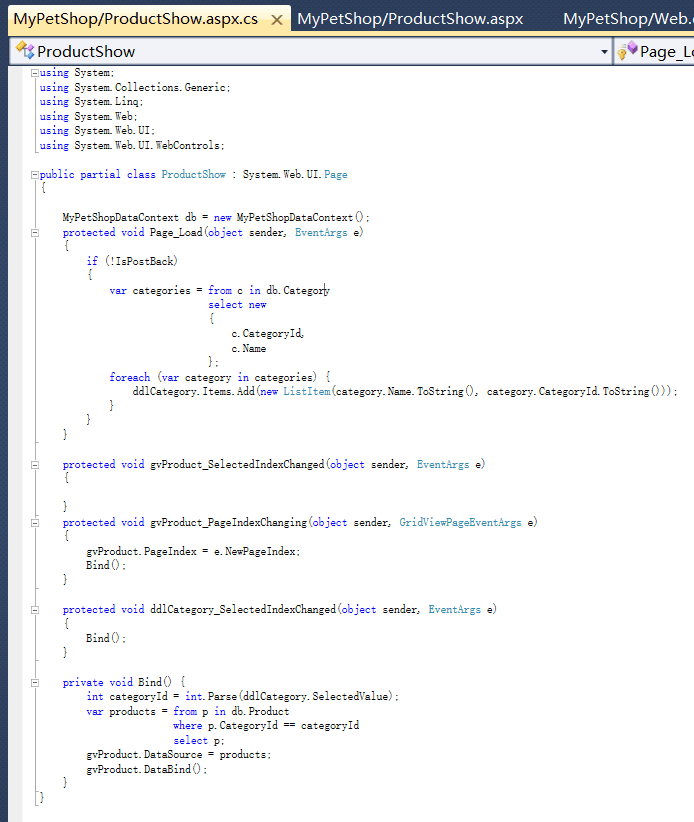 MyPetShop/ProductShow.aspx.cs MyPetShop/ProductShow.aspx MyPetShop/Web.
ProductShow Page_Lo
using System;
using System.Collections.Generic;
using System.Linq;
using System.Web;
using System.Web.UI;
using System.Web.UI.WebControls;
public partial class ProductShow : System.Web.UI.Page
{
MyPetShopDataContext db = new MyPetShopDataContext();
protected void Page_Load(object sender, EventArgs e)
{
if (!IsPostBack)
{
var categories = from c in db.Category
select new
{
c.CategoryId,
c.Name
};
foreach (var category in categories) {
ddlCategory.Items.Add(new ListItem(category.Name.ToString(), category.CategoryId.ToString()));
}
}
}
protected void gvProduct_SelectedIndexChanged(object sender, EventArgs e)
{
}
protected void gvProduct_PageIndexChanging(object sender, GridViewPageEventArgs e)
{
gvProduct.PageIndex = e.NewPageIndex;
Bind();
}
protected void ddlCategory_SelectedIndexChanged(object sender, EventArgs e)
{
Bind();
}
private void Bind() {
int categoryId = int.Parse(ddlCategory.SelectedValue);
var products = from p in db.Product
where p.CategoryId == categoryId
select p;
gvProduct.DataSource = products;
gvProduct.DataBind();
}
}